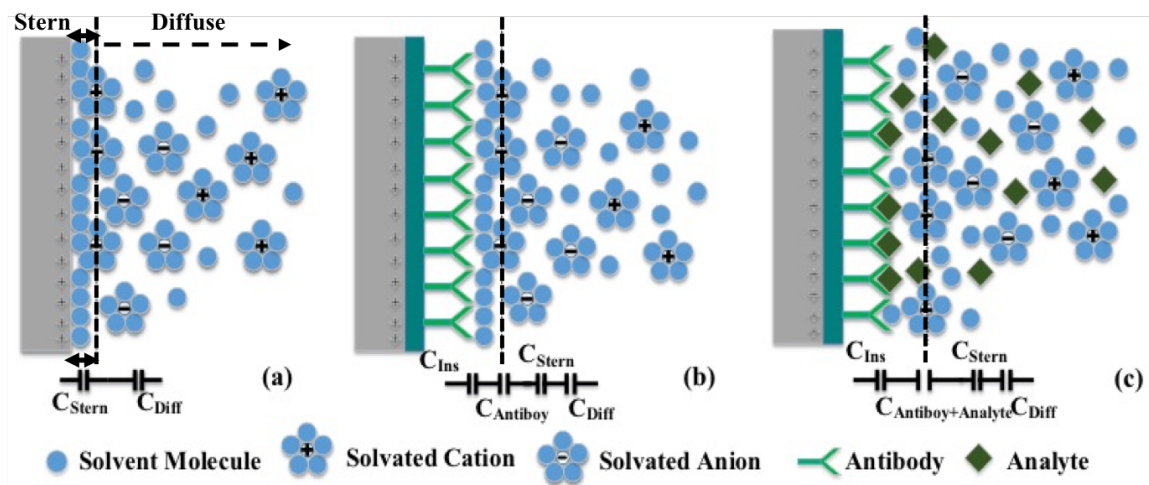 Stern
Diffuse
C_Stern
C_Diff
(a)
C_Ins
C_Stern
C_Antiboy
C_Diff
(b)
C_Ins
C_Stern
C_Antiboy+Analyte
C_Diff
(c)
Solvent Molecule
Solvated Cation
Solvated Anion
Antibody
Analyte